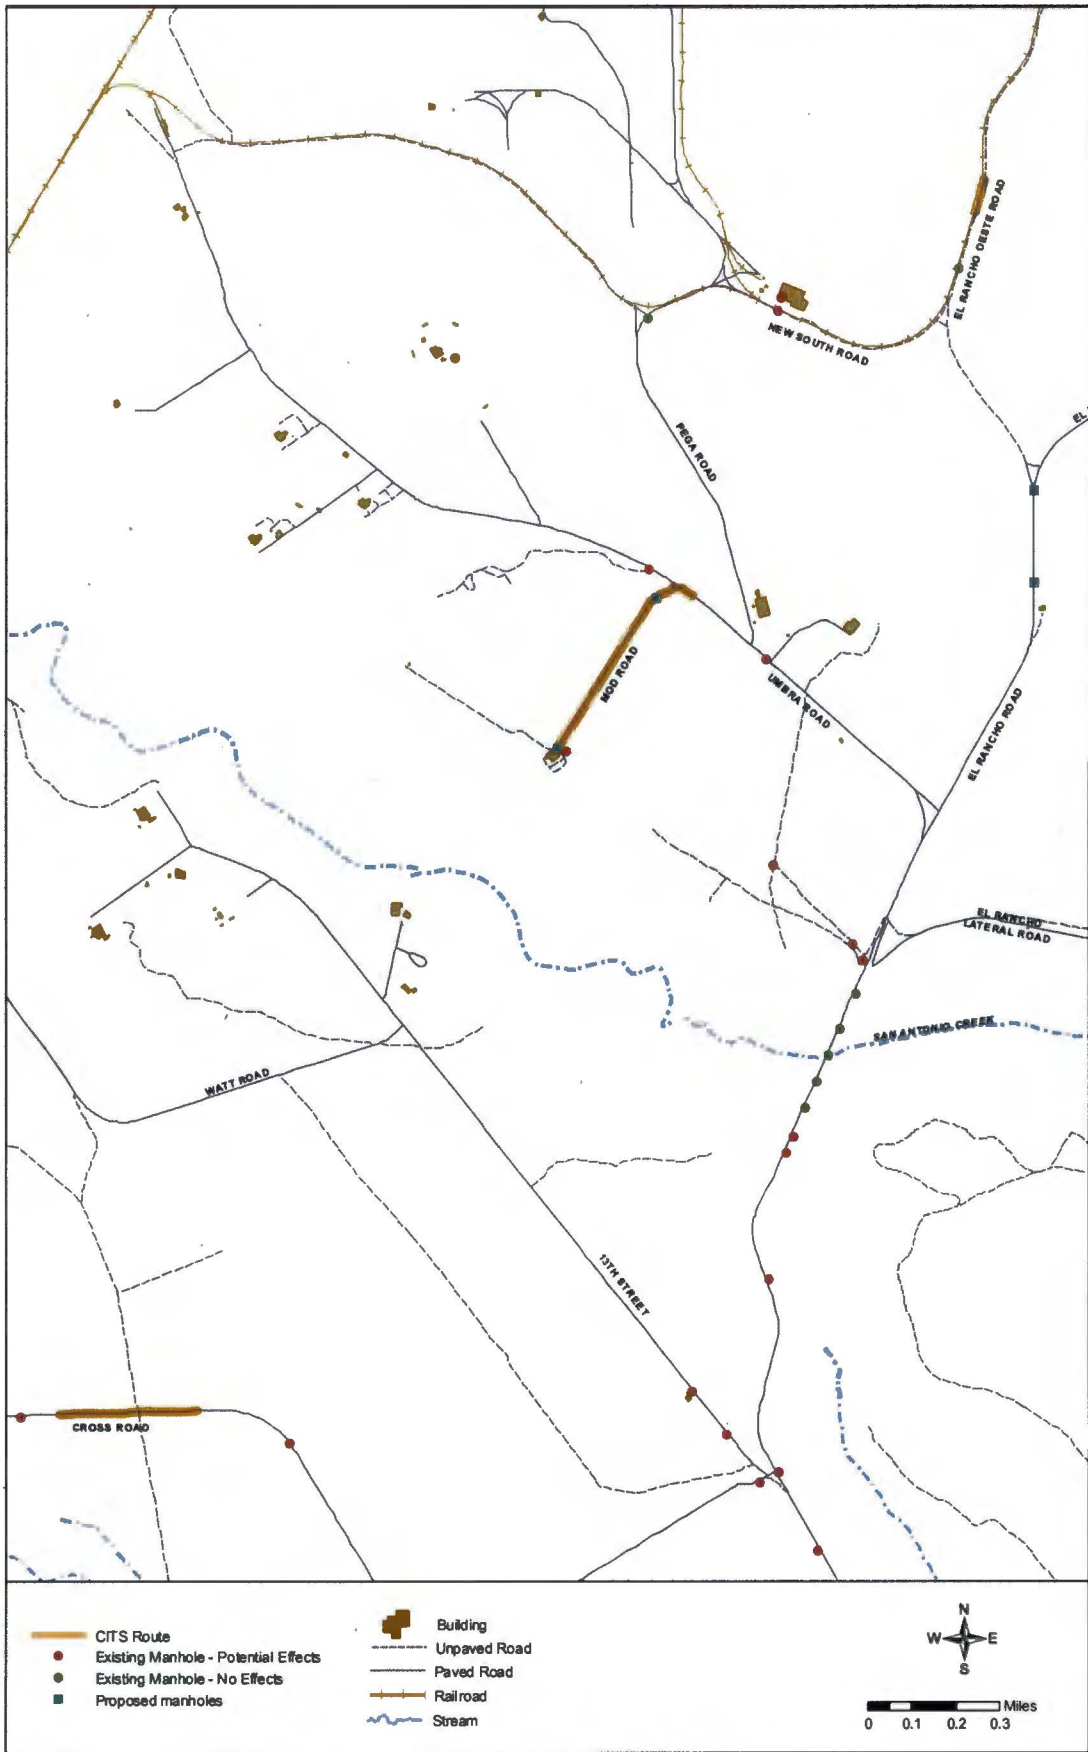 EL RANCHO OESTE ROAD
NEW SOUTH ROAD
EL
PEGA ROAD
MOD ROAD
UMBRA ROAD
EL RANCHO ROAD
EL RANCHO
LATERAL ROAD
SAN ANTONIO CREEK
WATT ROAD
13TH STREET
CROSS ROAD
CITS Route
Existing Manhole - Potential Effects
Existing Manhole - No Effects
Proposed manholes
Building
Unpaved Road
Paved Road
Railroad
Stream
N
W E
S
Miles
0 0.1 0.2 0.3